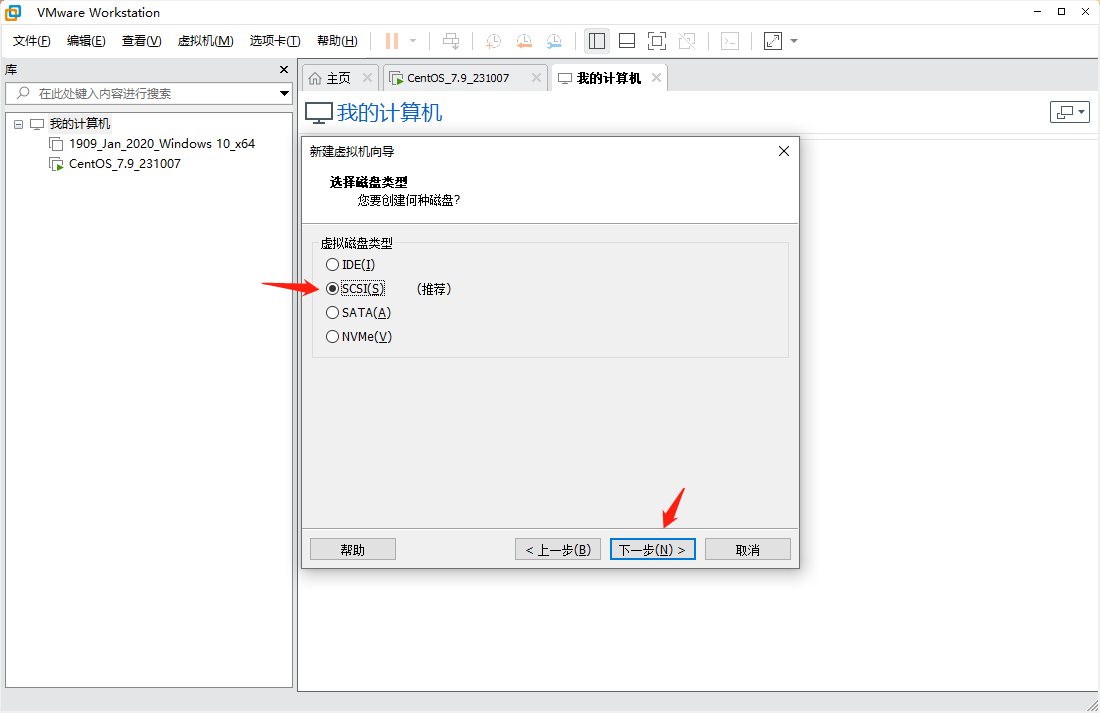 VMware Workstation
文件(F) 编辑(E) 查看(V) 虚拟机(M) 选项卡(T) 帮助(H)
库
在此处键入内容进行搜索
我的计算机
1909_Jan_2020_Windows 10_x64
CentOS_7.9_231007
主页 CentOS_7.9_231007 我的计算机
我的计算机
新建虚拟机向导
选择磁盘类型
您要创建何种磁盘?
虚拟磁盘类型
IDE(I)
SCSI(S) (推荐)
SATA(A)
NVMe(V)
帮助 < 上一步(B) 下一步(N) > 取消